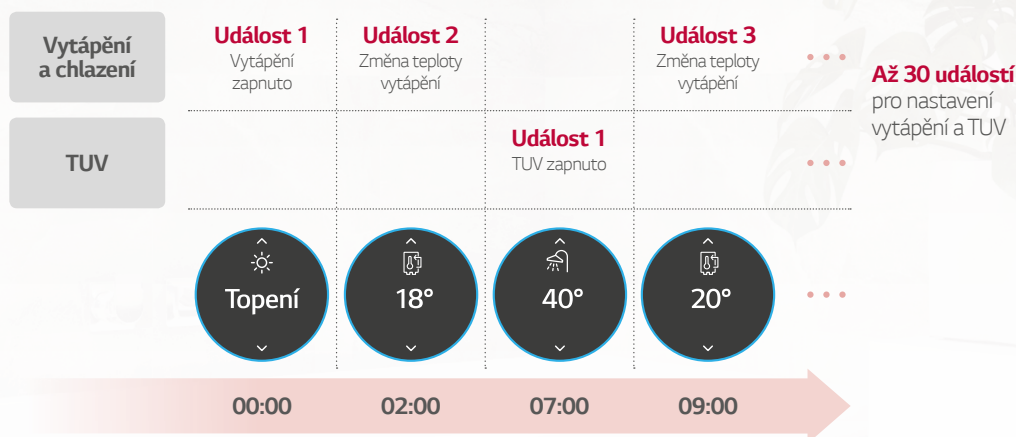 Vytápění
a chlazení
Událost 1
Vytápění
zapnuto
Událost 2
Změna teploty
vytápění
Událost 3
Změna teploty
vytápění
Až 30 událostí
pro nastavení
vytápění a TUV
TUV
Událost 1
TUV zapnuto
Topení
18°
40°
20°
00:00
02:00
07:00
09:00